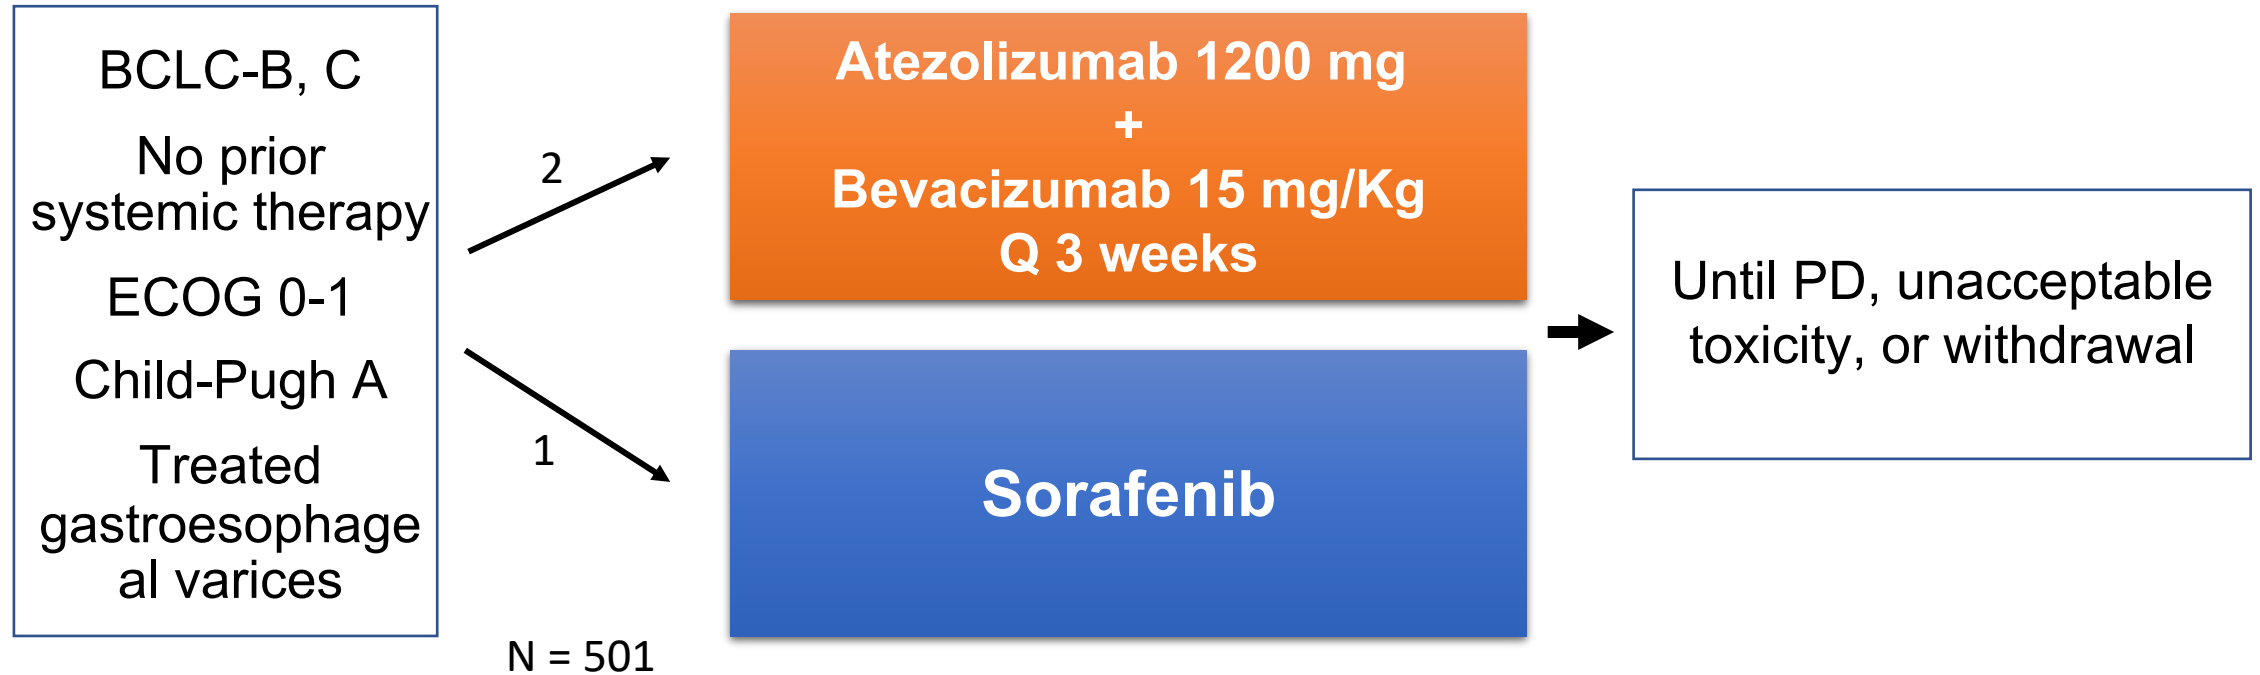 BCLC-B, C
No prior
systemic therapy
ECOG 0-1
Child-Pugh A
Treated
gastroesophage
al varices
2
1
N = 501
Atezolizumab 1200 mg
+
Bevacizumab 15 mg/Kg
Q 3 weeks
Sorafenib
Until PD, unacceptable
toxicity, or withdrawal